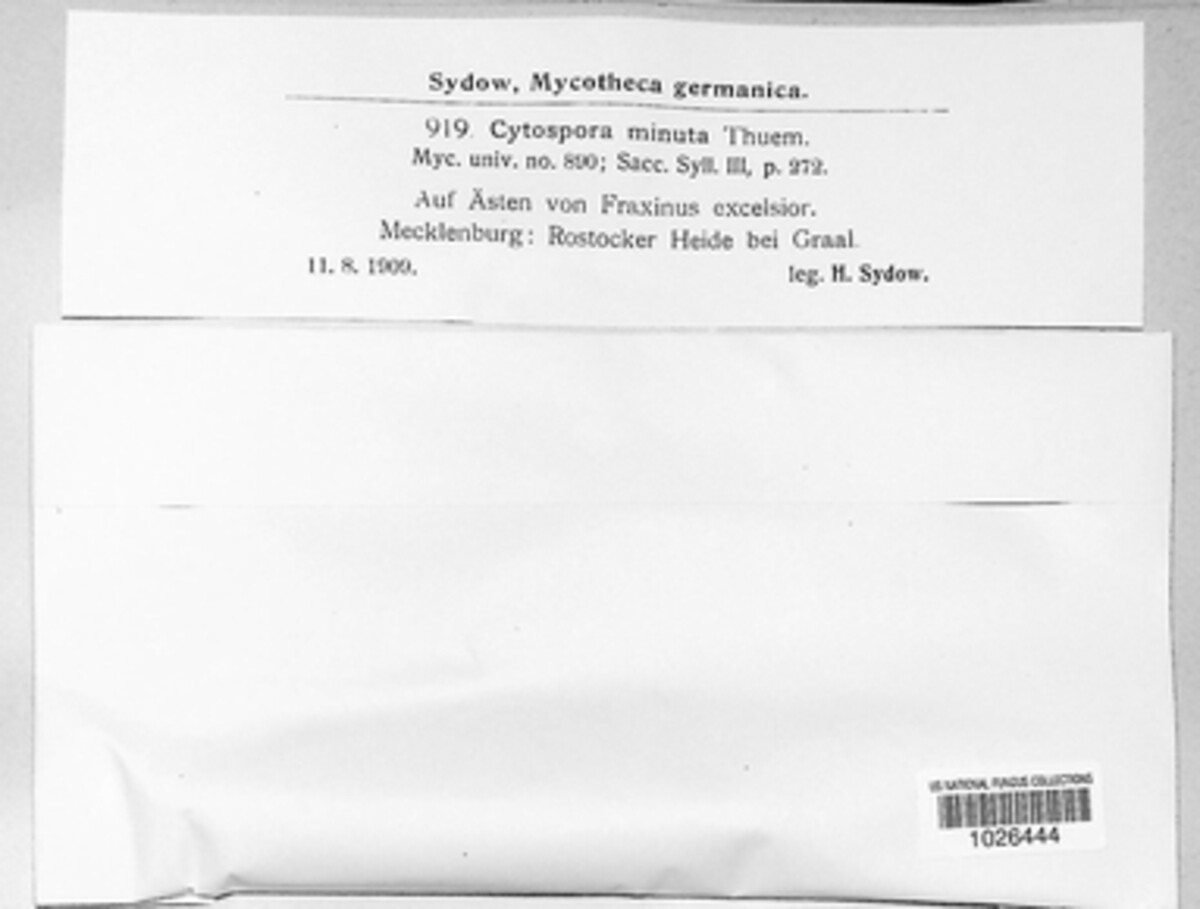 Sydow, Mycotheca germanica.
919. Cytospora minuta Thuem.
Myc. univ. no. 890; Sacc. Syll. III, p. 272.
Auf Ästen von Fraxinus excelsior.
Mecklenburg: Rostocker Heide bei Graal.
11. 8. 1909.
leg. H. Sydow.
US NATIONAL FUNGUS COLLECTIONS
1026444